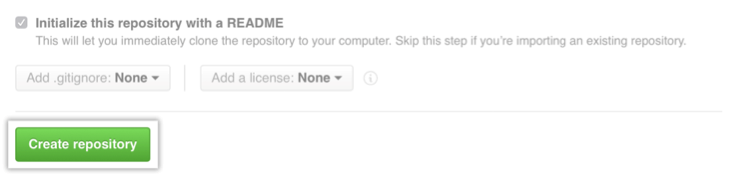 Initialize this repository with a README
This will let you immediately clone the repository to your computer. Skip this step if you’re importing an existing repository.
Add .gitignore: None Add a license: None
Create repository